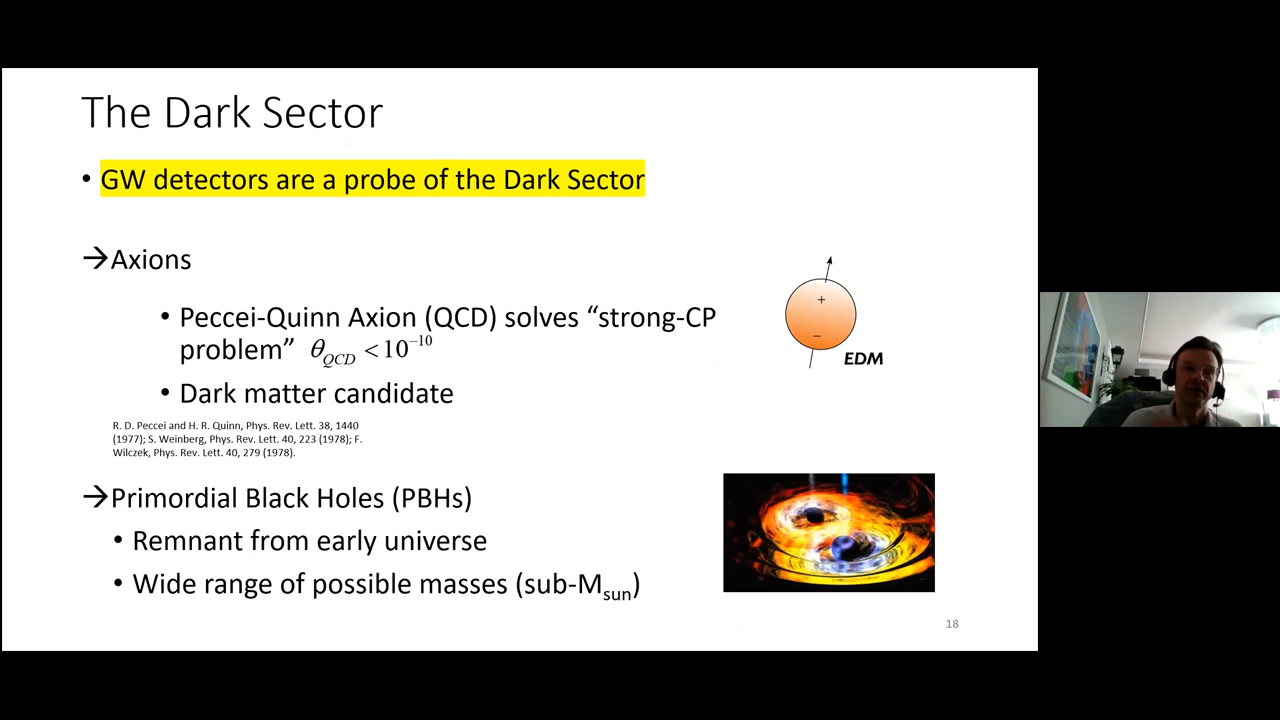 The Dark Sector
• GW detectors are a probe of the Dark Sector
→Axions
• Peccei-Quinn Axion (QCD) solves “strong-CP
problem” θQCD < 10⁻¹⁰
• Dark matter candidate
+
−
EDM
R. D. Peccei and H. R. Quinn, Phys. Rev. Lett. 38, 1440
(1977); S. Weinberg, Phys. Rev. Lett. 40, 223 (1978); F.
Wilczek, Phys. Rev. Lett. 40, 279 (1978).
→Primordial Black Holes (PBHs)
• Remnant from early universe
• Wide range of possible masses (sub-Msun)
18